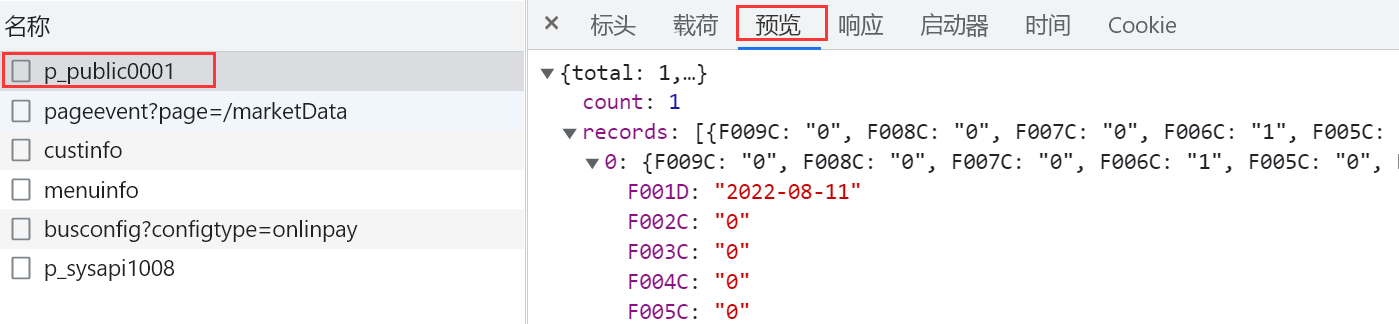 名称
p_public0001
pageevent?page=/marketData
custinfo
menuinfo
busconfig?configtype=onlinpay
p_sysapi1008
× 标头 载荷 预览 响应 启动器 时间 Cookie
▼{total: 1,…}
count: 1
▼records: [{F009C: "0", F008C: "0", F007C: "0", F006C: "1", F005C:
▼0: {F009C: "0", F008C: "0", F007C: "0", F006C: "1", F005C: "0",
F001D: "2022-08-11"
F002C: "0"
F003C: "0"
F004C: "0"
F005C: "0"